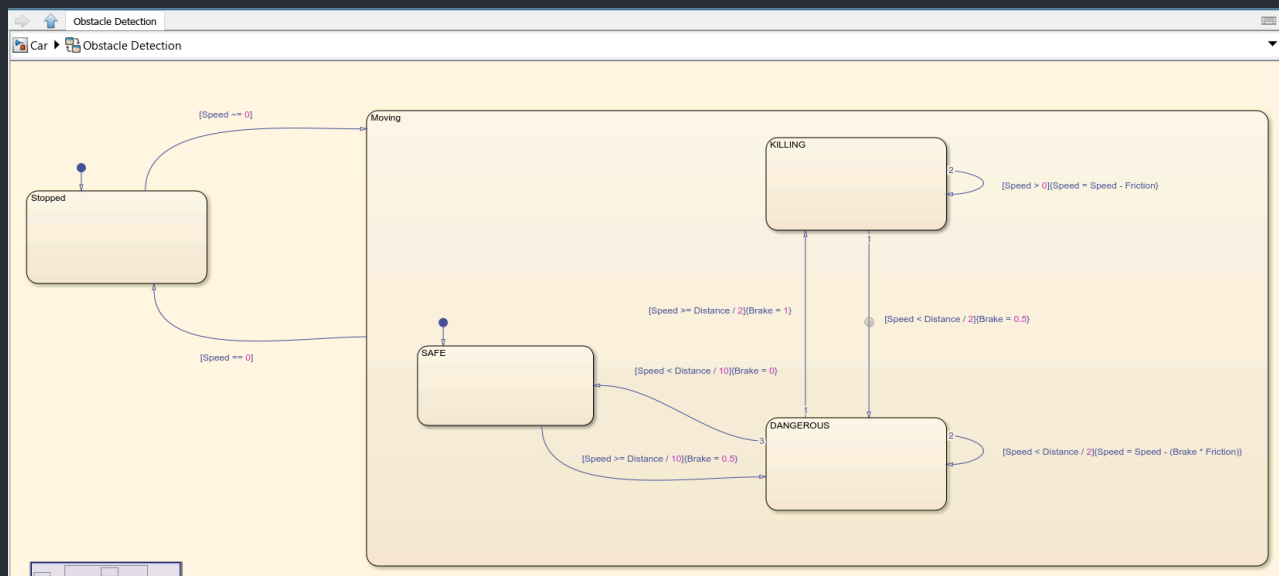 Obstacle Detection
Car Obstacle Detection
[Speed ~= 0]
Moving
KILLING
2
[Speed > 0]{Speed = Speed - Friction}
Stopped
1
[Speed >= Distance / 2]{Brake = 1}
[Speed < Distance / 2]{Brake = 0.5}
SAFE
[Speed == 0]
[Speed < Distance / 10]{Brake = 0}
1
DANGEROUS
3
2
[Speed < Distance / 2]{Speed = Speed - (Brake * Friction)}
[Speed >= Distance / 10]{Brake = 0.5}